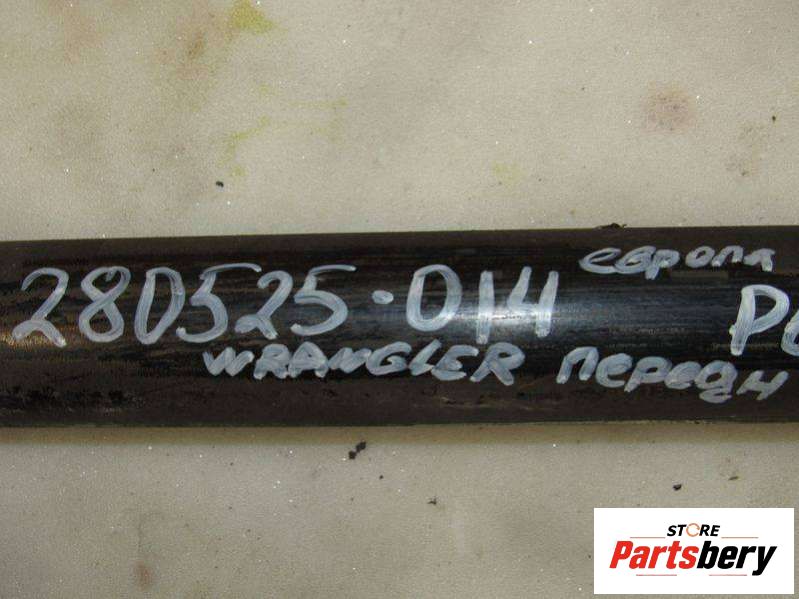 280525-014 европа
WRANGLER передн
STORE
Partsbery